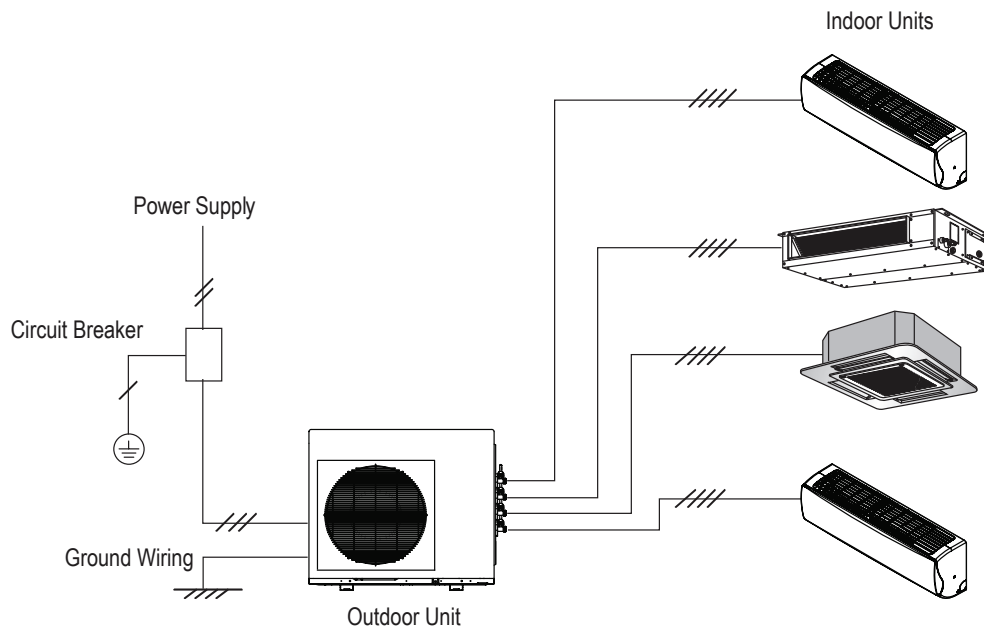 Indoor Units
Power Supply
Circuit Breaker
Ground Wiring
Outdoor Unit